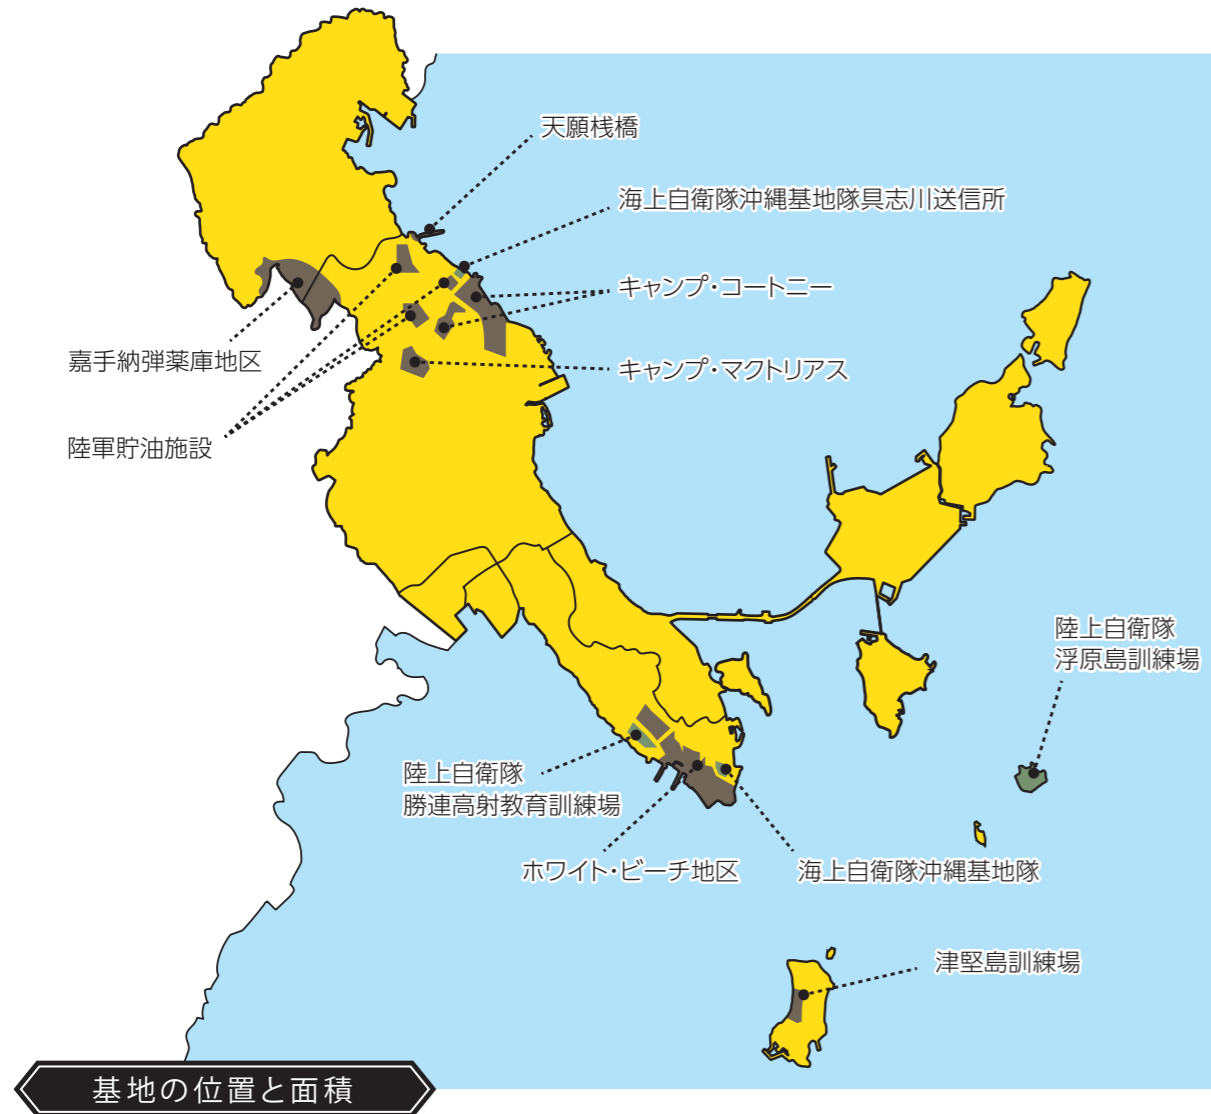 天願桟橋
海上自衛隊沖縄基地隊具志川送信所
キャンプ・コートニー
嘉手納弾薬庫地区
キャンプ・マクトリアス
陸軍貯油施設
陸上自衛隊
浮原島訓練場
陸上自衛隊
勝連高射教育訓練場
ホワイト・ビーチ地区
海上自衛隊沖縄基地隊
津堅島訓練場
基地の位置と面積